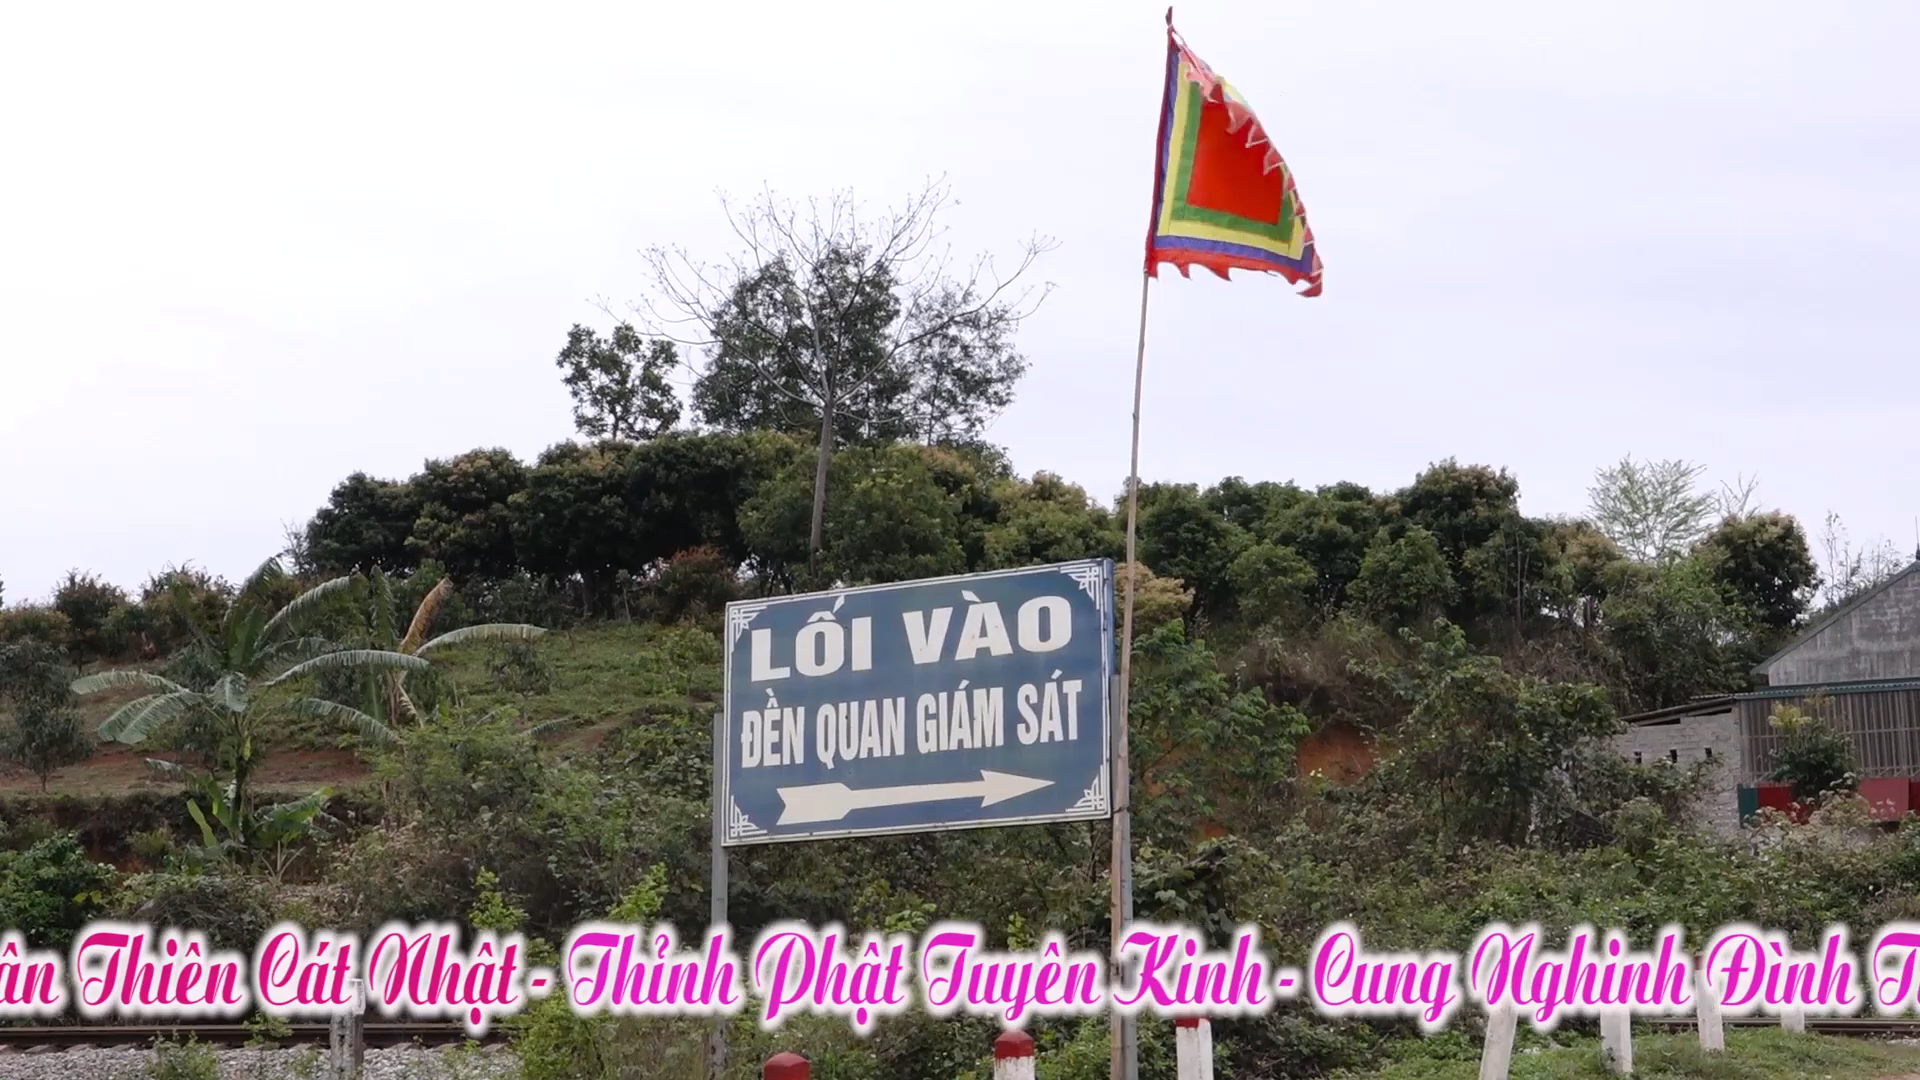 LỐI VÀO
ĐỀN QUAN GIÁM SÁT
Thiên Cát Nhật - Thỉnh Phật Tuyên Kinh - Cung Nghinh Đình